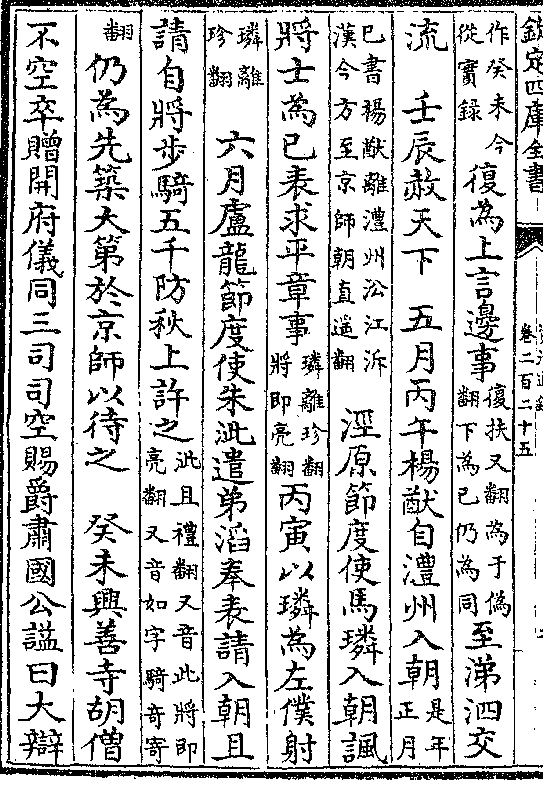 欽定四庫全書
卷二百二十五
作癸未今
從實録
復為上言邊事
復扶又翻為于偽
翻下為已仍為同
至涕泗交
流　壬辰赦天下　五月丙午楊猷自澧州入朝
是年
正月
巳書楊猷離澧州㳂江泝
漢今方至京師朝直遥翻
涇原節度使馬璘入朝諷
將士為已表求平章事
璘離珍翻
將即亮翻
丙寅以璘為左僕射
璘離
珍翻
六月盧龍節度使朱泚遣弟滔奉表請入朝且
請自將步騎五千防秋上許之
泚且禮翻又音此將即
亮翻又音如字騎奇寄
翻
仍為先築大第於京師以待之　癸未興善寺胡僧
不空卒贈開府儀同三司司空賜爵肅國公諡曰大辯